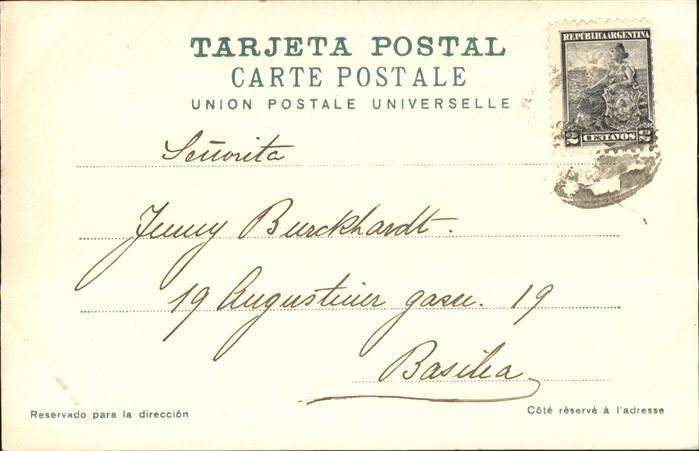 TARJETA POSTAL
CARTE POSTALE
UNION POSTALE UNIVERSELLE
REPUBLICA ARGENTINA
2 CENTAVOS 2
Señorita
Jenny Burckhardt.
19 Augustiner gasse. 19
Basilea
Reservado para la dirección
Côté réservé à l'adresse